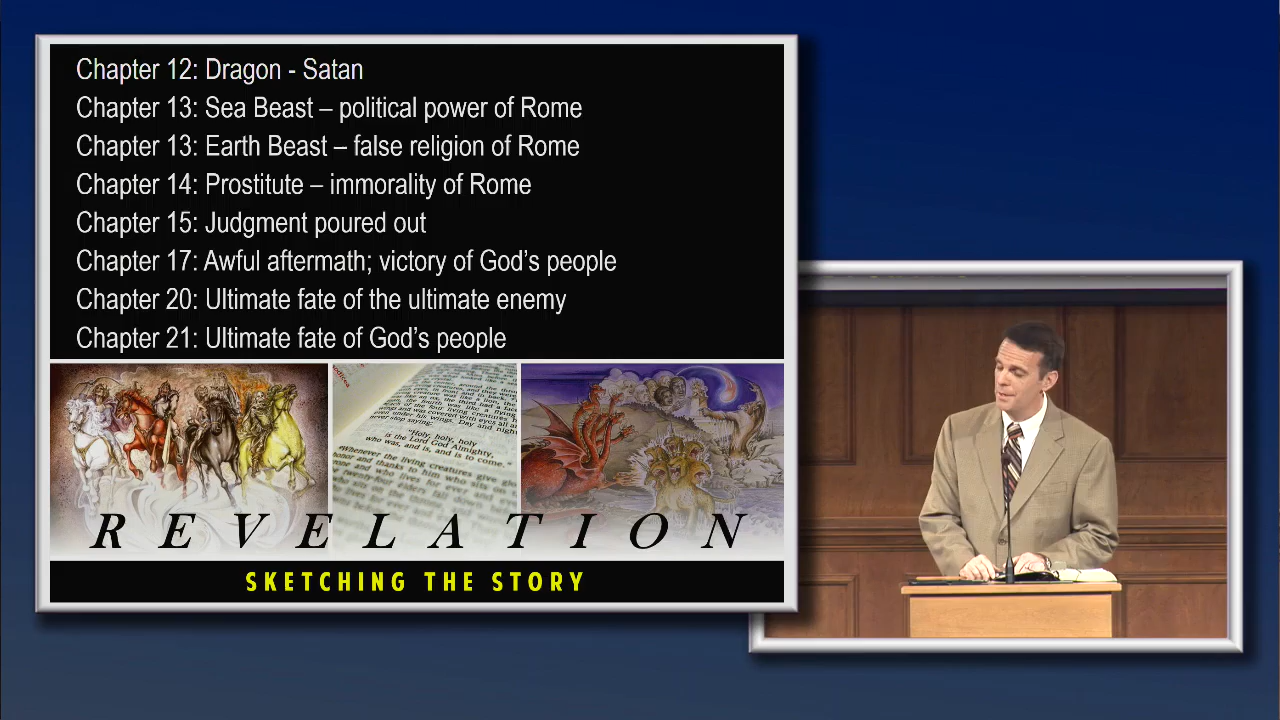 Chapter 12: Dragon - Satan
Chapter 13: Sea Beast – political power of Rome
Chapter 13: Earth Beast – false religion of Rome
Chapter 14: Prostitute – immorality of Rome
Chapter 15: Judgment poured out
Chapter 17: Awful aftermath; victory of God's people
Chapter 20: Ultimate fate of the ultimate enemy
Chapter 21: Ultimate fate of God's people
"Holy, holy, holy
is the Lord God Almighty,
who was, and is, and is to come."
REVELATION
SKETCHING THE STORY